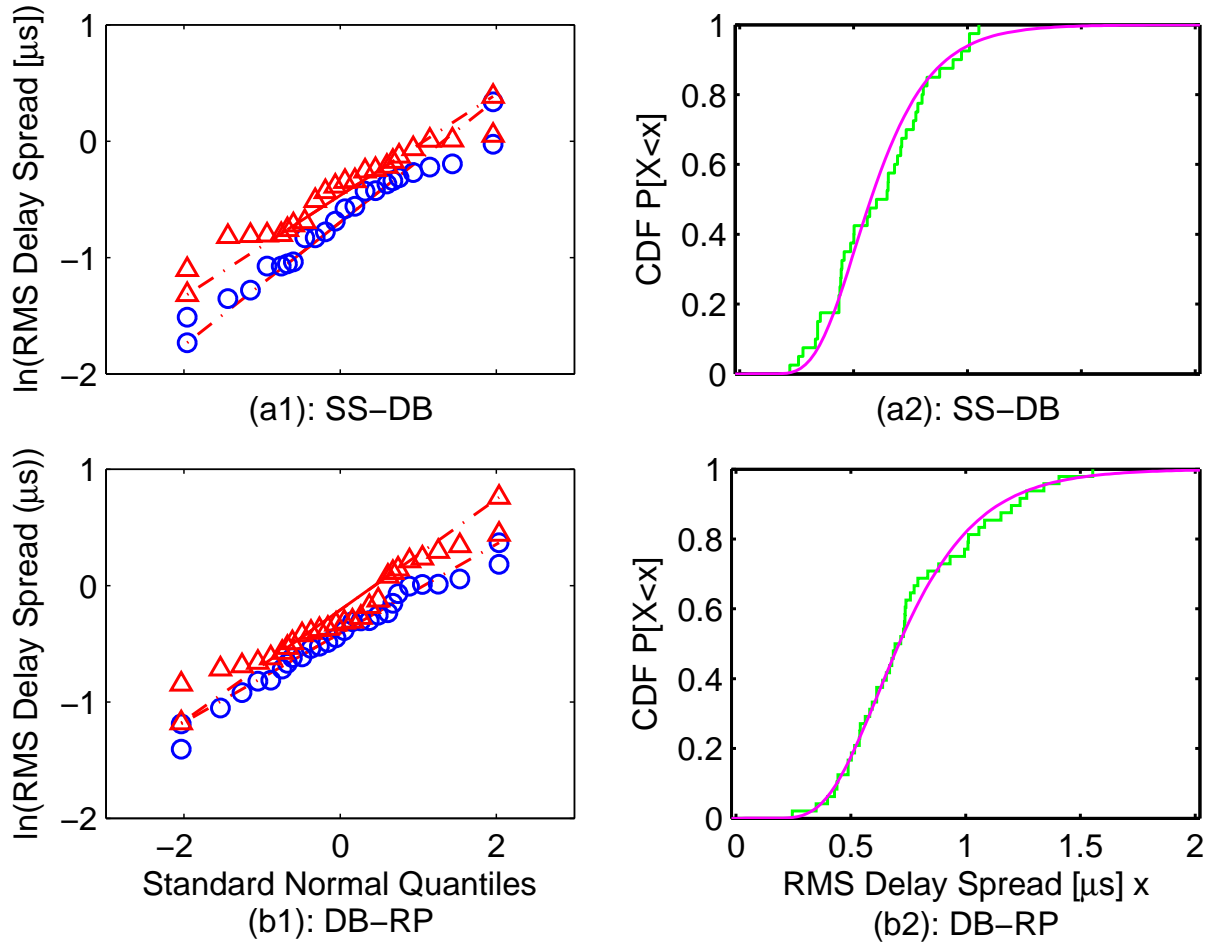 ln(RMS Delay Spread [μs])
1
0
−1
−2
(a1): SS−DB
CDF P[X<x]
1
0.8
0.6
0.4
0.2
0
(a2): SS−DB
ln(RMS Delay Spread (μs))
1
0
−1
−2
−2 0 2
Standard Normal Quantiles
(b1): DB−RP
CDF P[X<x]
1
0.8
0.6
0.4
0.2
0
0 0.5 1 1.5 2
RMS Delay Spread [μs] x
(b2): DB−RP